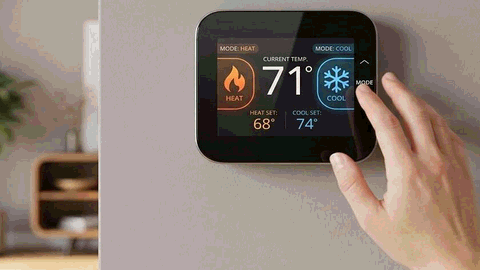 MODE: HEAT
MODE: COOL
CURRENT TEMP.
71°
HEAT
COOL
MODE
HEAT SET:
68°
COOL SET:
74°